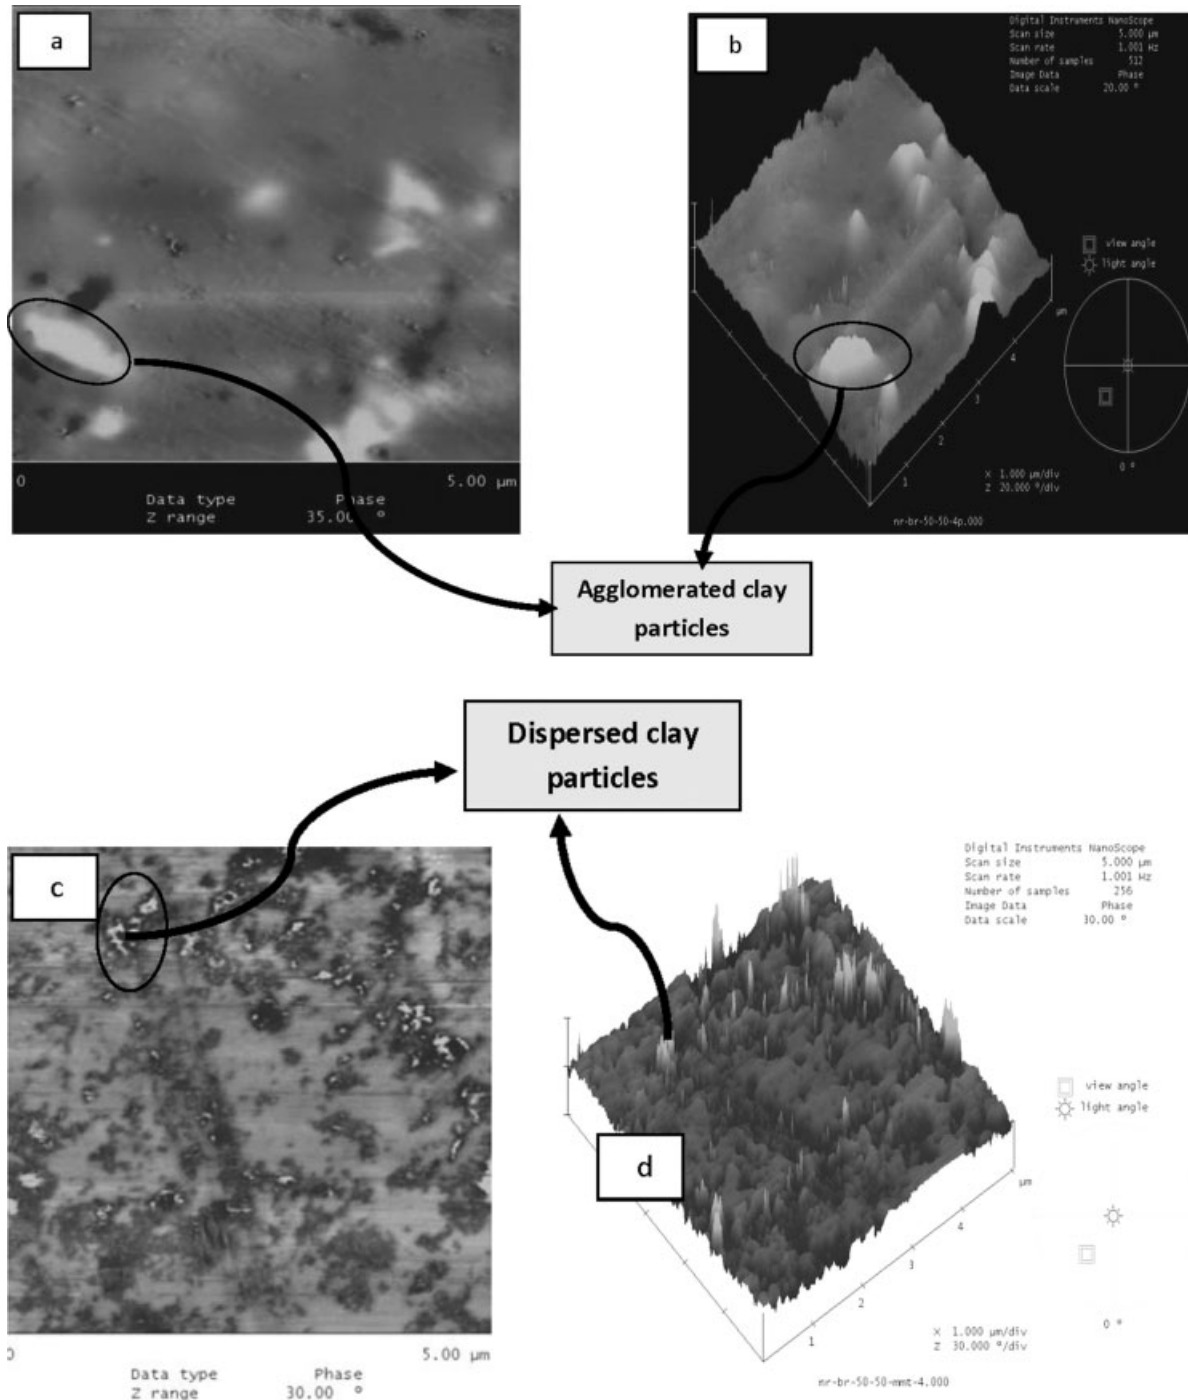 a
0
5.00 µm
Data type Phase
Z range 35.00 °
b
Digital Instruments NanoScope
Scan size 5.000 µm
Scan rate 1.001 Hz
Number of samples 512
Image Data Phase
Data scale 20.00 °
view angle
light angle
µm
4
3
2
1
X 1.000 µm/div
Z 20.000 °/div
0 °
nr-br-50-50-4p.000
Agglomerated clay
particles
Dispersed clay
particles
c
0
5.00 µm
Data type Phase
Z range 30.00 °
d
Digital Instruments NanoScope
Scan size 5.000 µm
Scan rate 1.001 Hz
Number of samples 256
Image Data Phase
Data scale 30.00 °
view angle
light angle
µm
4
3
2
1
X 1.000 µm/div
Z 30.000 °/div
0 °
nr-br-50-50-mmt-4.000